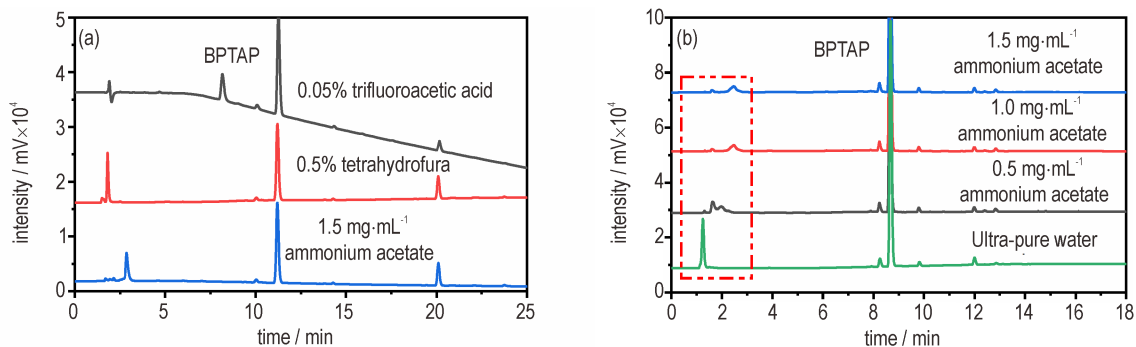 (a)
BPTAP
0.05% trifluoroacetic acid
0.5% tetrahydrofura
1.5 mg·mL-1
ammonium acetate
intensity / mV×10^4
5
4
3
2
1
0
0 5 10 15 20 25
time / min
(b)
BPTAP
1.5 mg·mL-1
ammonium acetate
1.0 mg·mL-1
ammonium acetate
0.5 mg·mL-1
ammonium acetate
Ultra-pure water
intensity / mV×10^4
10
8
6
4
2
0
0 2 4 6 8 10 12 14 16 18
time / min